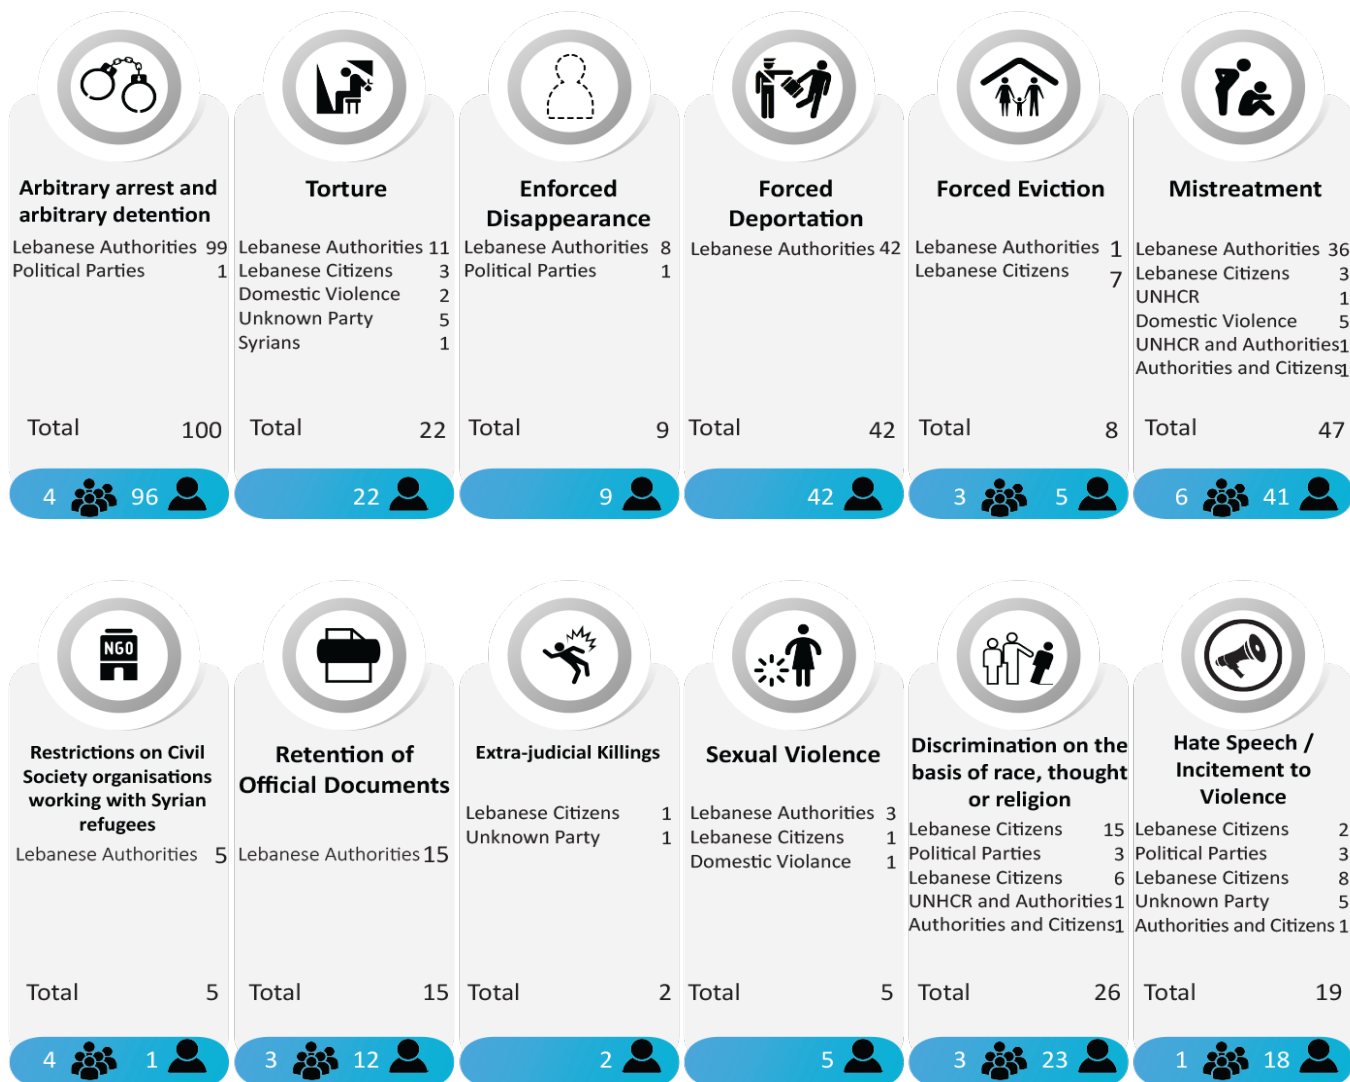 Arbitrary arrest and
arbitrary detention
Lebanese Authorities 99
Political Parties 1
Total 100
4 96
Torture
Lebanese Authorities 11
Lebanese Citizens 3
Domestic Violence 2
Unknown Party 5
Syrians 1
Total 22
22
Enforced
Disappearance
Lebanese Authorities 8
Political Parties 1
Total 9
9
Forced
Deportation
Lebanese Authorities 42
Total 42
42
Forced Eviction
Lebanese Authorities 1
Lebanese Citizens 7
Total 8
3 5
Mistreatment
Lebanese Authorities 36
Lebanese Citizens 3
UNHCR 1
Domestic Violence 5
UNHCR and Authorities 1
Authorities and Citizens 1
Total 47
6 41
NGO
Restrictions on Civil
Society organisations
working with Syrian
refugees
Lebanese Authorities 5
Total 5
4 1
Retention of
Official Documents
Lebanese Authorities 15
Total 15
3 12
Extra-judicial Killings
Lebanese Citizens 1
Unknown Party 1
Total 2
2
Sexual Violence
Lebanese Authorities 3
Lebanese Citizens 1
Domestic Violance 1
Total 5
5
Discrimination on the
basis of race, thought
or religion
Lebanese Citizens 15
Political Parties 3
Lebanese Citizens 6
UNHCR and Authorities 1
Authorities and Citizens 1
Total 26
3 23
Hate Speech /
Incitement to
Violence
Lebanese Citizens 2
Political Parties 3
Lebanese Citizens 8
Unknown Party 5
Authorities and Citizens 1
Total 19
1 18